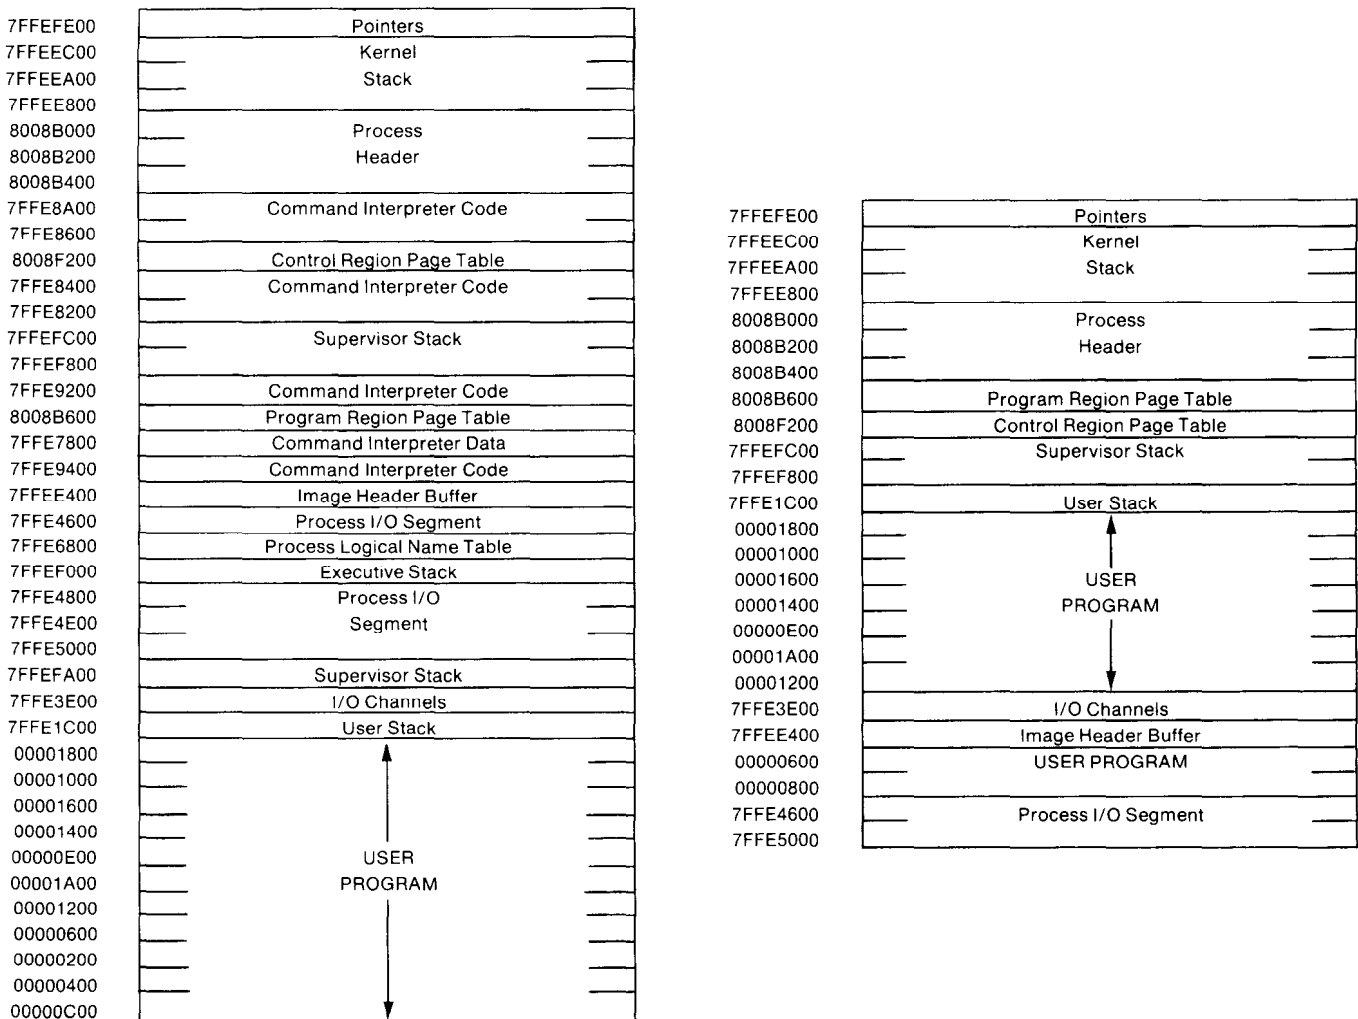 7FFEFE00 Pointers
7FFEEC00 Kernel
7FFEEA00 Stack
7FFEE800
8008B000 Process
8008B200 Header
8008B400
7FFE8A00 Command Interpreter Code
7FFE8600
8008F200 Control Region Page Table
7FFE8400 Command Interpreter Code
7FFE8200
7FFEFC00 Supervisor Stack
7FFEF800
7FFE9200 Command Interpreter Code
8008B600 Program Region Page Table
7FFE7800 Command Interpreter Data
7FFE9400 Command Interpreter Code
7FFEE400 Image Header Buffer
7FFE4600 Process I/O Segment
7FFE6800 Process Logical Name Table
7FFEF000 Executive Stack
7FFE4800 Process I/O
7FFE4E00 Segment
7FFE5000
7FFEFA00 Supervisor Stack
7FFE3E00 I/O Channels
7FFE1C00 User Stack
00001800
00001000
00001600
00001400
00000E00 USER
00001A00 PROGRAM
00001200
00000600
00000200
00000400
00000C00
7FFEFE00 Pointers
7FFEEC00 Kernel
7FFEEA00 Stack
7FFEE800
8008B000 Process
8008B200 Header
8008B400
8008B600 Program Region Page Table
8008F200 Control Region Page Table
7FFEFC00 Supervisor Stack
7FFEF800
7FFE1C00 User Stack
00001800
00001000
00001600 USER
00001400 PROGRAM
00000E00
00001A00
00001200
7FFE3E00 I/O Channels
7FFEE400 Image Header Buffer
00000600 USER PROGRAM
00000800
7FFE4600 Process I/O Segment
7FFE5000